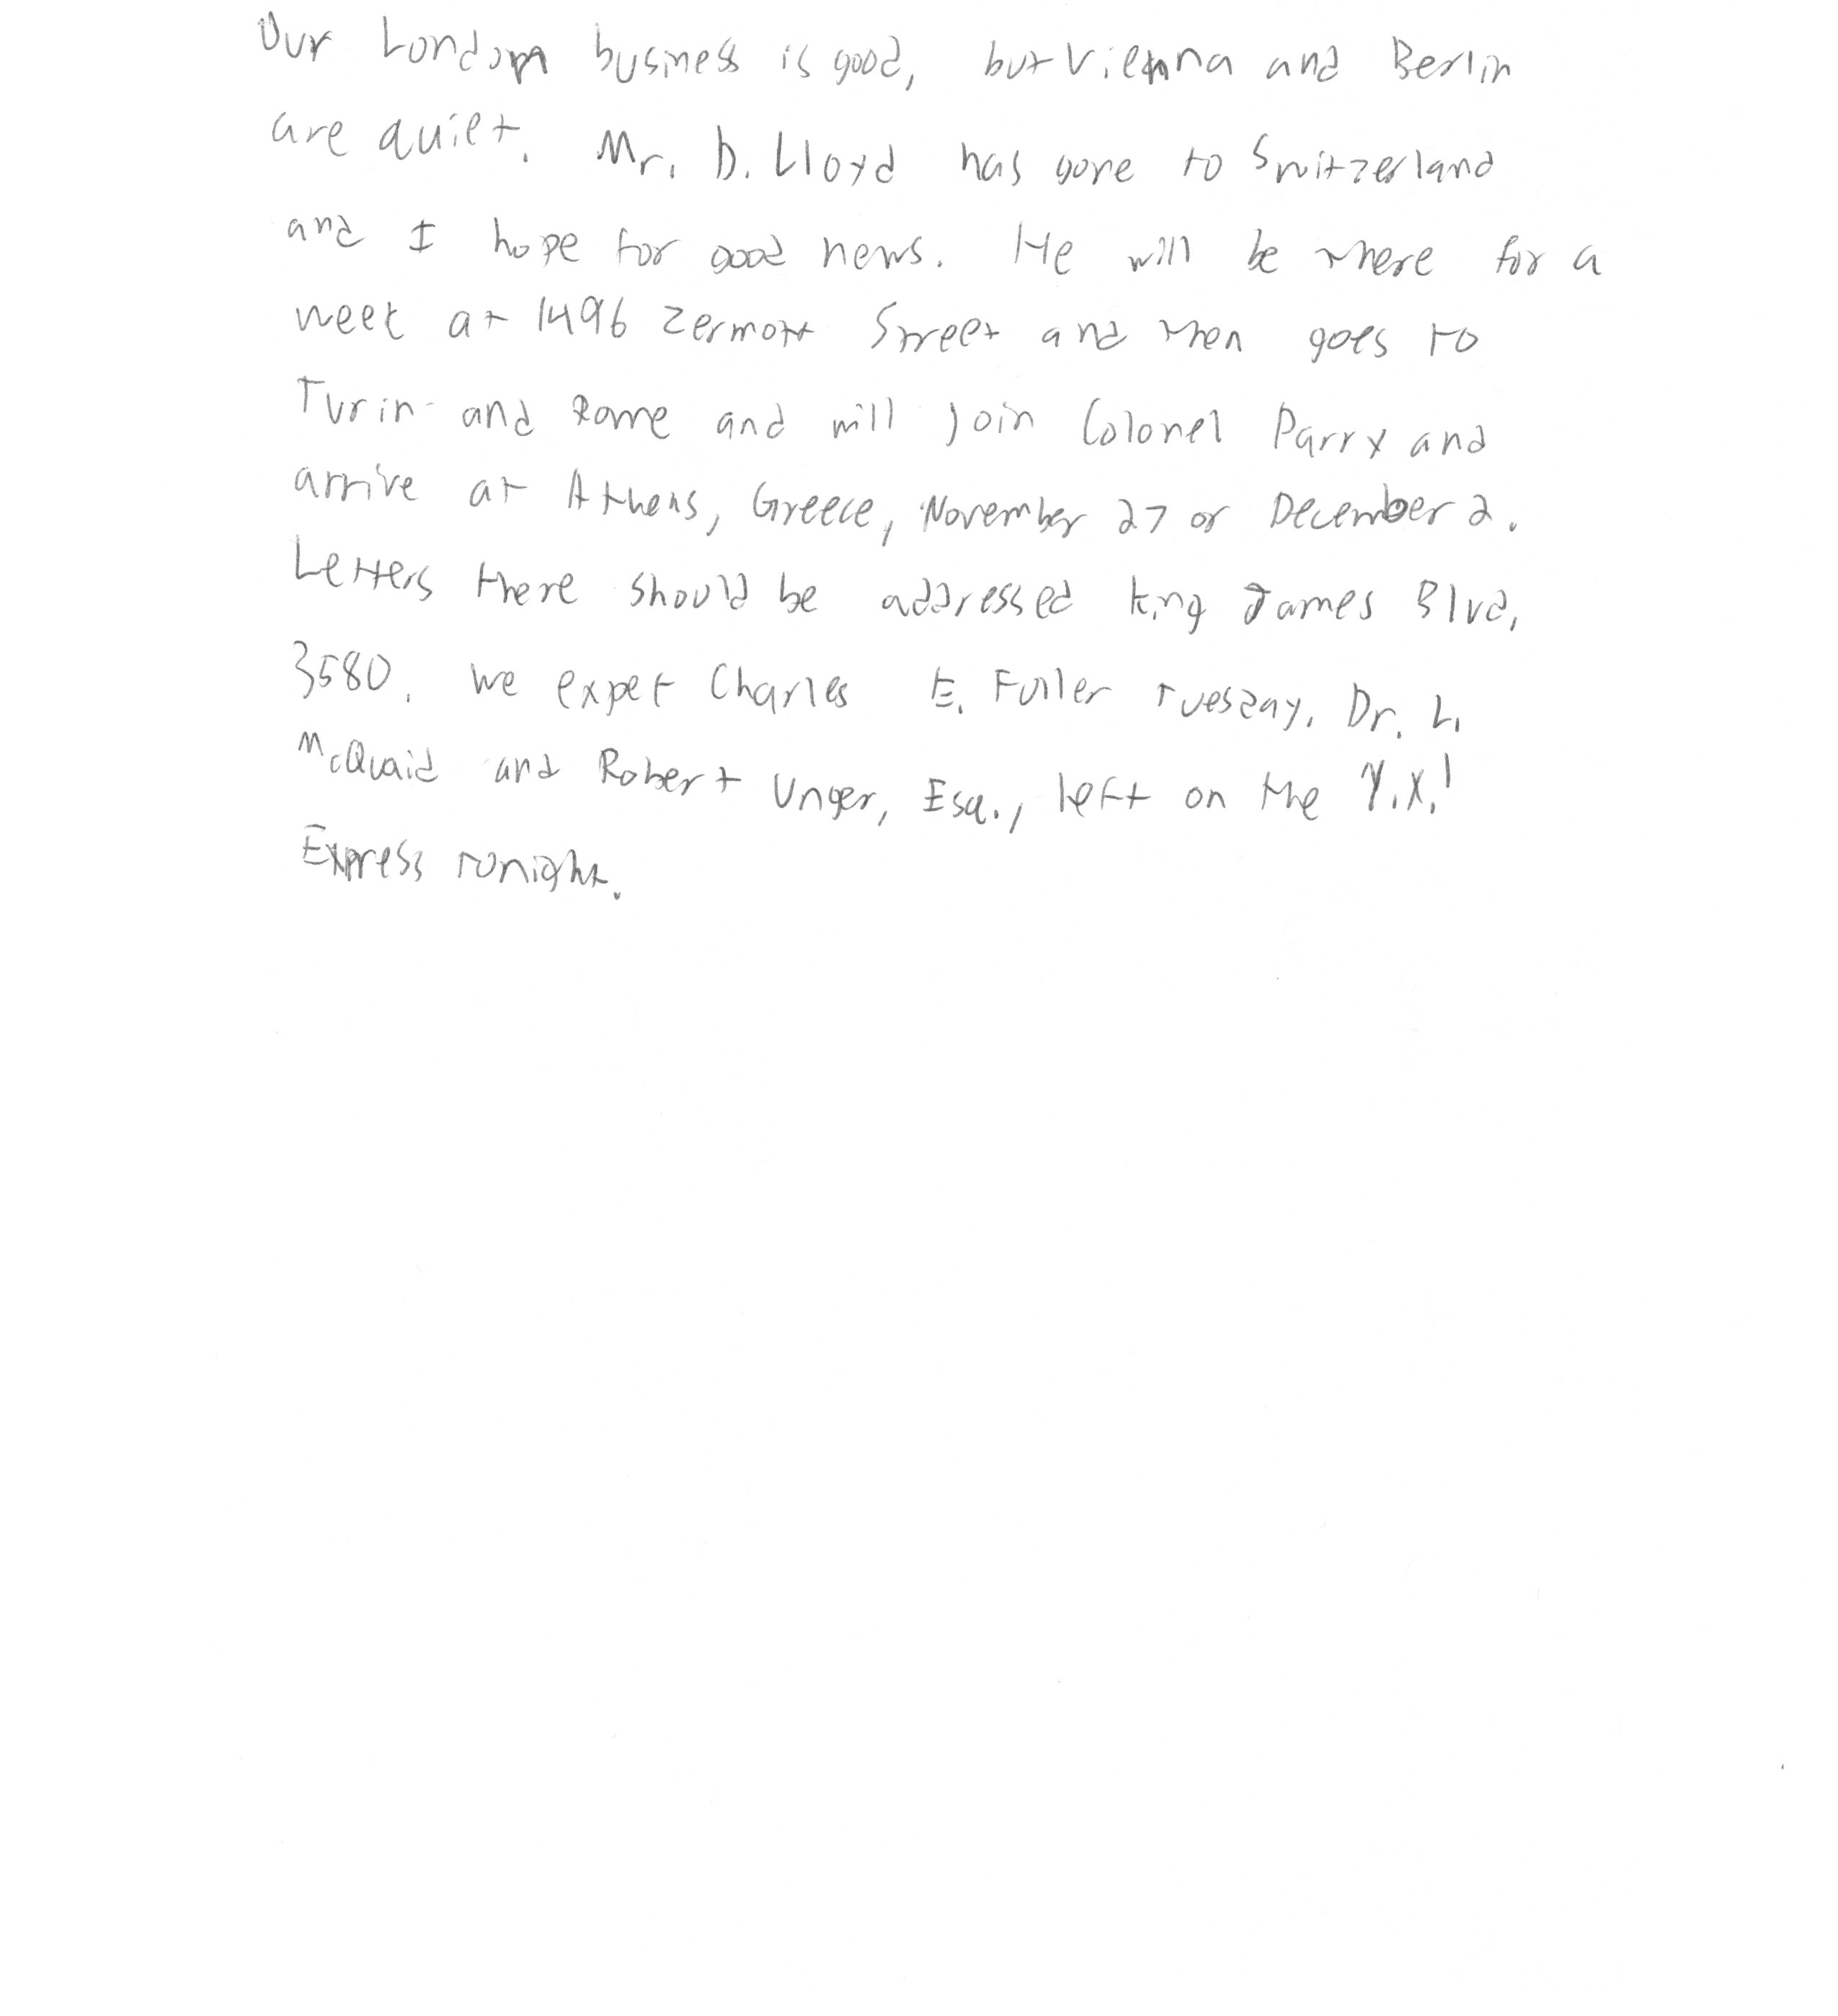 Our London business is good, but Vienna and Berlin
are quiet. Mr. D. Lloyd has gone to Switzerland
and I hope for good news. He will be there for a
week at 1496 Zermott Street and then goes to
Turin and Rome and will join Colonel Parry and
arrive at Athens, Greece, November 27 or December 2.
Letters there should be addressed King James Blvd,
3580. We expet Charles E. Fuller Tuesday. Dr. L.
McQuaid and Robert Unger, Esq., left on the Y.X.'
Express tonight.